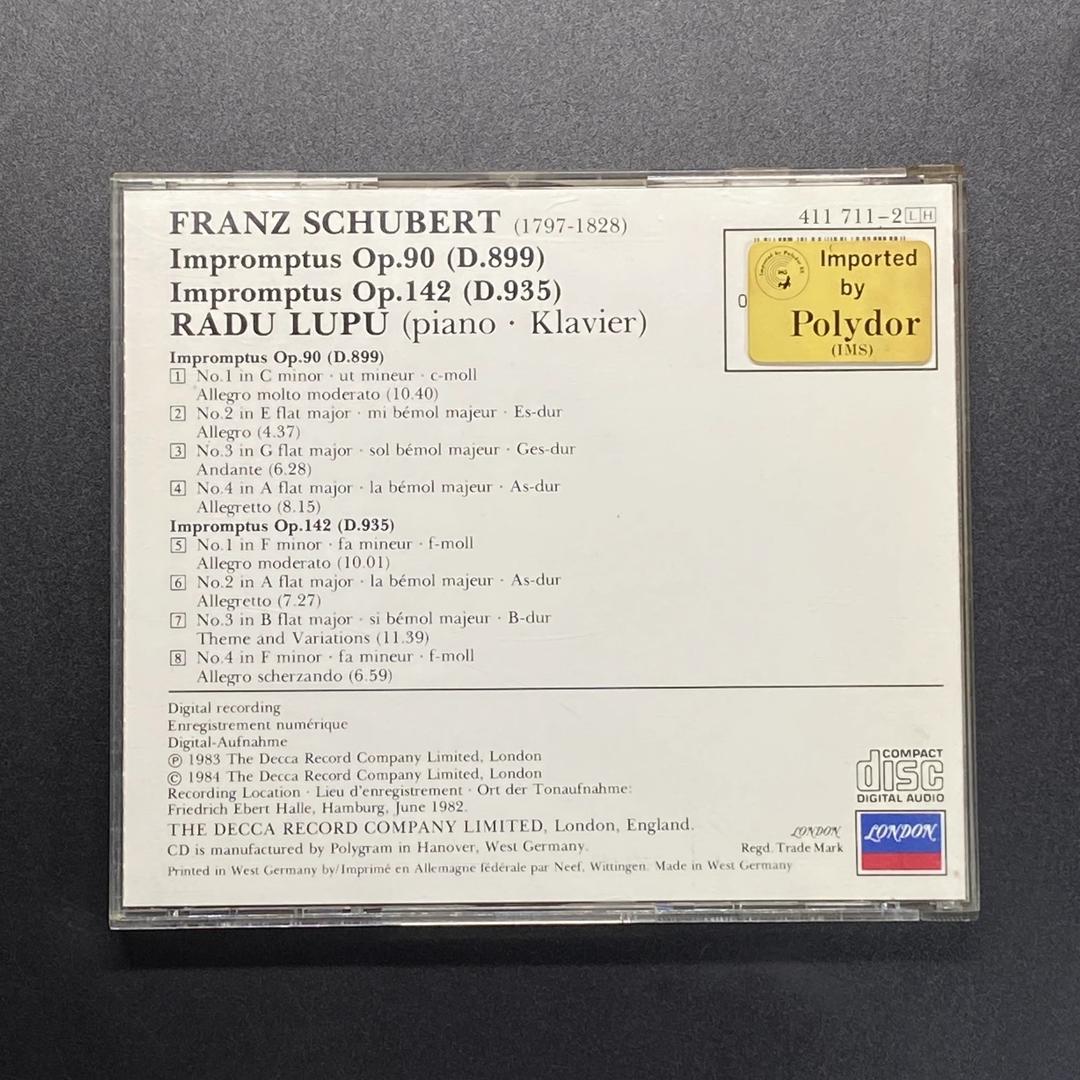 FRANZ SCHUBERT (1797-1828)
411 711-2 LH
Impromptus Op.90 (D.899)
Impromptus Op.142 (D.935)
RADU LUPU (piano · Klavier)
0
Imported
by
Polydor
(IMS)
Impromptus Op.90 (D.899)
1 No.1 in C minor · ut mineur · c-moll
Allegro molto moderato (10.40)
2 No.2 in E flat major · mi bémol majeur · Es-dur
Allegro (4.37)
3 No.3 in G flat major · sol bémol majeur · Ges-dur
Andante (6.28)
4 No.4 in A flat major · la bémol majeur · As-dur
Allegretto (8.15)
Impromptus Op.142 (D.935)
5 No.1 in F minor · fa mineur · f-moll
Allegro moderato (10.01)
6 No.2 in A flat major · la bémol majeur · As-dur
Allegretto (7.27)
7 No.3 in B flat major · si bémol majeur · B-dur
Theme and Variations (11.39)
8 No.4 in F minor · fa mineur · f-moll
Allegro scherzando (6.59)
Digital recording
Enregistrement numérique
Digital-Aufnahme
℗ 1983 The Decca Record Company Limited, London
© 1984 The Decca Record Company Limited, London
Recording Location · Lieu d'enregistrement · Ort der Tonaufnahme:
Friedrich Ebert Halle, Hamburg, June 1982.
THE DECCA RECORD COMPANY LIMITED, London, England.
CD is manufactured by Polygram in Hanover, West Germany.
Printed in West Germany by/Imprimé en Allemagne fédérale par Neef, Wittingen. Made in West Germany
COMPACT
disc
DIGITAL AUDIO
LONDON
Regd. Trade Mark
LONDON